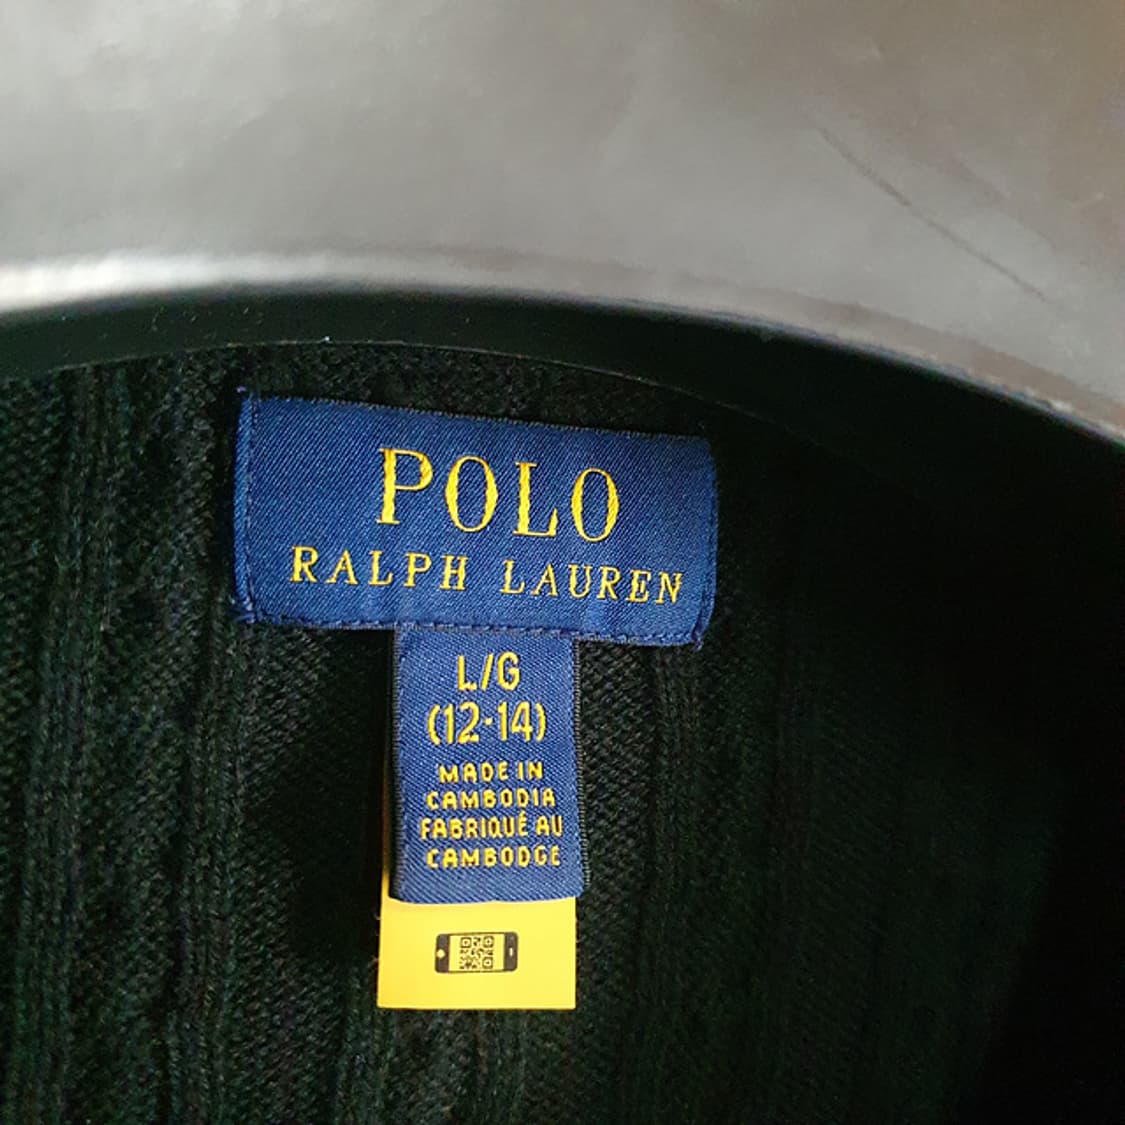 POLO
RALPH LAUREN
L/G
(12-14)
MADE IN
CAMBODIA
FABRIQUÉ AU
CAMBODGE